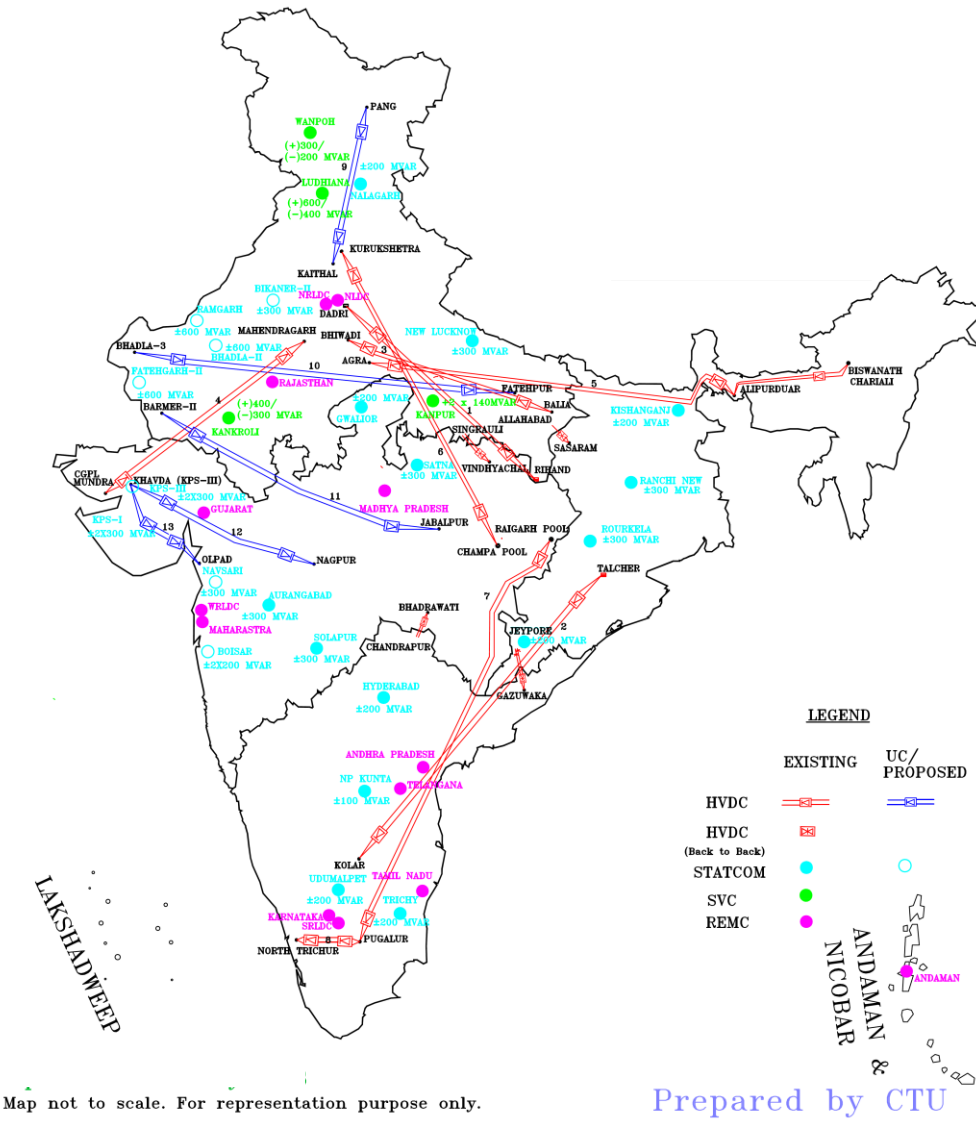 PANG
WANPOH
(+)300/
(−)200 MVAR
9
±200 MVAR
LUDHIANA
NALAGARH
(+)600/
(−)400 MVAR
KURUKSHETRA
KAITHAL
BIKANER-II
±300 MVAR
NRLDC
NLDC
DADRI
RAMGARH
±600 MVAR
MAHENDRAGARH
BHIWADI
NEW LUCKNOW
±300 MVAR
BHADLA-3
±600 MVAR
BHADLA-II
3
AGRA
10
5
BISWANATH
CHARIALI
FATEHGARH-II
±600 MVAR
RAJASTHAN
FATEHPUR
ALIPURDUAR
BARMER-II
4
(+)400/
(−)300 MVAR
KANKROLI
±200 MVAR
GWALIOR
KANPUR
+2 x 140MVAR
1
BALIA
ALLAHABAD
KISHANGANJ
±200 MVAR
SINGRAULI
SASARAM
6
SATNA
±300 MVAR
VINDHYACHAL
RIHAND
CGPL
MUNDRA
KHAVDA (KPS-III)
KPS-III
±2X300 MVAR
RANCHI NEW
±300 MVAR
GUJARAT
MADHYA PRADESH
11
KPS-I
±2X300 MVAR
13
12
JABALPUR
RAIGARH POOL
CHAMPA POOL
ROURKELA
±300 MVAR
OLPAD
NAGPUR
NAVSARI
±300 MVAR
TALCHER
AURANGABAD
±300 MVAR
7
2
WRLDC
MAHARASTRA
BHADRAWATI
CHANDRAPUR
SOLAPUR
±300 MVAR
JEYPORE
±200 MVAR
BOISAR
±2X200 MVAR
GAZUWAKA
HYDERABAD
±200 MVAR
ANDHRA PRADESH
TELANGANA
NP KUNTA
±100 MVAR
KOLAR
TAMIL NADU
UDUMALPET
±200 MVAR
TRICHY
±200 MVAR
KARNATAKA
SRLDC
8
PUGALUR
NORTH TRICHUR
LEGEND
EXISTING
UC/
PROPOSED
HVDC
HVDC
(Back to Back)
STATCOM
SVC
REMC
LAKSHADWEEP
ANDAMAN &
NICOBAR
ANDAMAN
Map not to scale. For representation purpose only.
Prepared by CTU